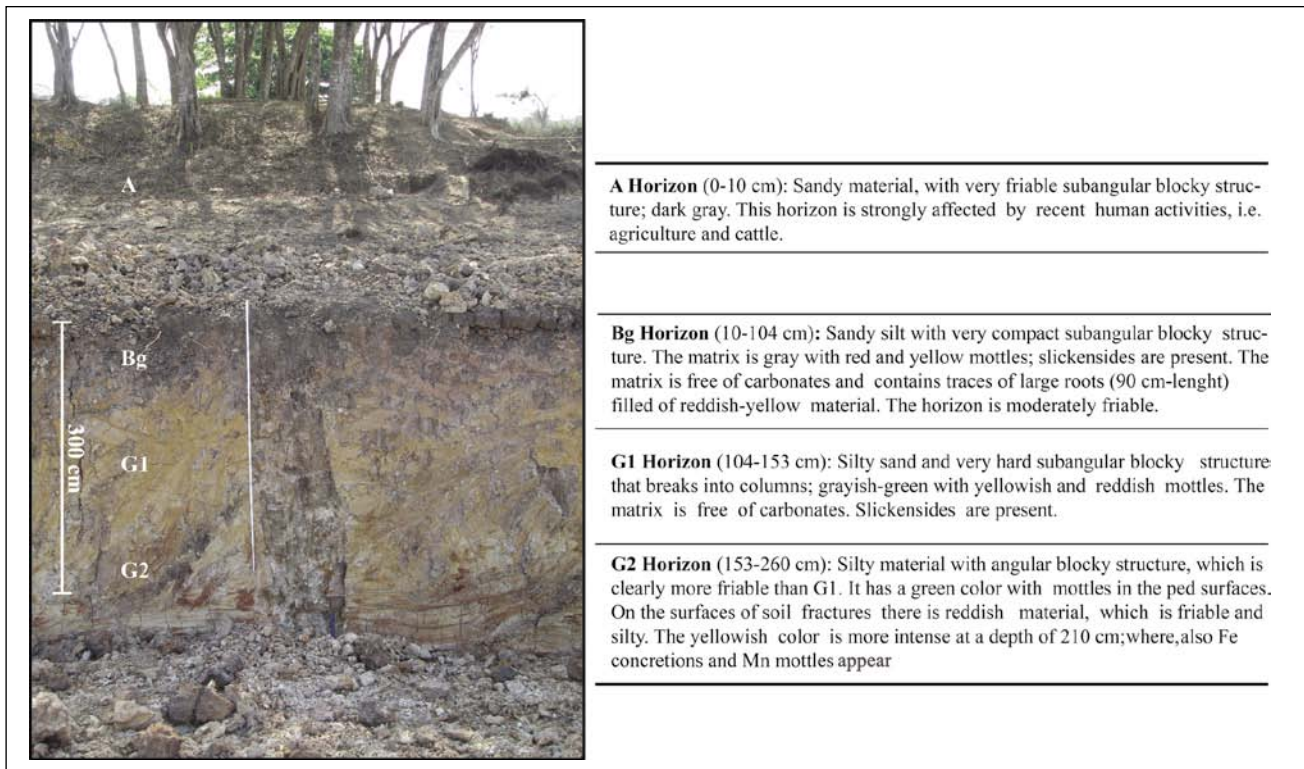 A
Bg
G1
G2
300 cm
A Horizon (0-10 cm): Sandy material, with very friable subangular blocky struc-
ture; dark gray. This horizon is strongly affected by recent human activities, i.e.
agriculture and cattle.
Bg Horizon (10-104 cm): Sandy silt with very compact subangular blocky struc-
ture. The matrix is gray with red and yellow mottles; slickensides are present. The
matrix is free of carbonates and contains traces of large roots (90 cm-lenght)
filled of reddish-yellow material. The horizon is moderately friable.
G1 Horizon (104-153 cm): Silty sand and very hard subangular blocky structure
that breaks into columns; grayish-green with yellowish and reddish mottles. The
matrix is free of carbonates. Slickensides are present.
G2 Horizon (153-260 cm): Silty material with angular blocky structure, which is
clearly more friable than G1. It has a green color with mottles in the ped surfaces.
On the surfaces of soil fractures there is reddish material, which is friable and
silty. The yellowish color is more intense at a depth of 210 cm;where,also Fe
concretions and Mn mottles appear